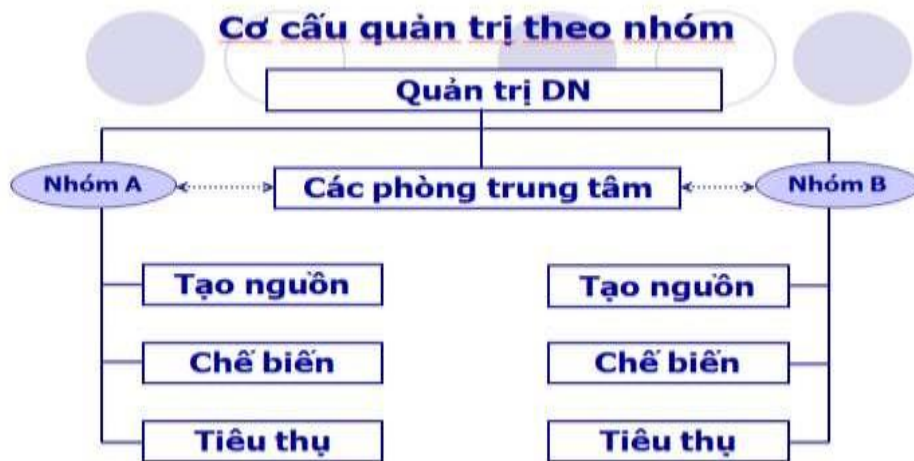 Cơ cấu quản trị theo nhóm
Quản trị DN
Nhóm A
Các phòng trung tâm
Nhóm B
Tạo nguồn
Tạo nguồn
Chế biến
Chế biến
Tiêu thụ
Tiêu thụ